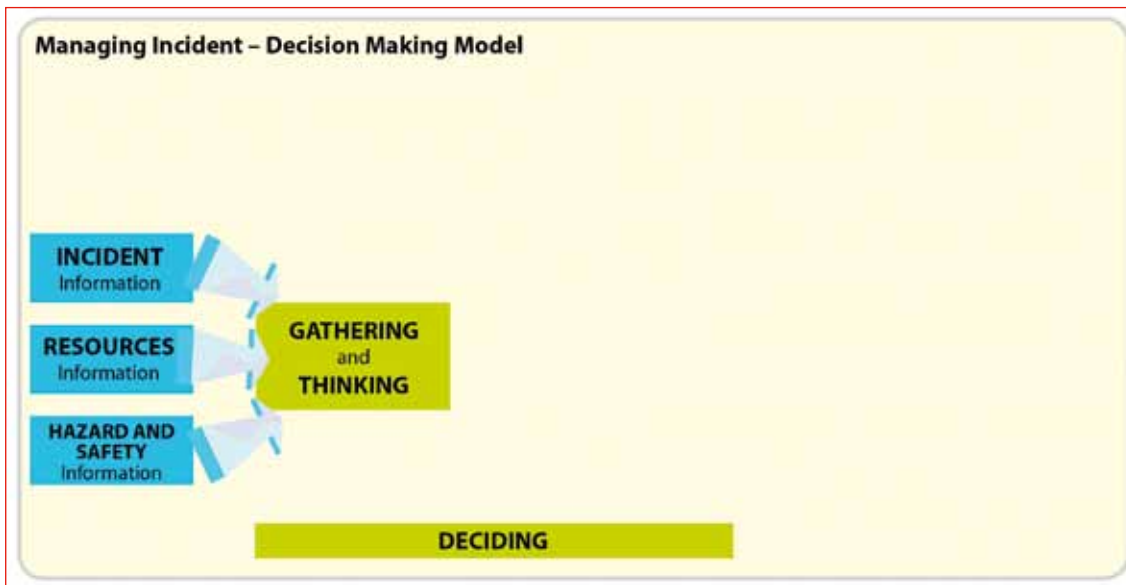 Managing Incident – Decision Making Model
INCIDENT
Information
RESOURCES
Information
HAZARD AND
SAFETY
Information
GATHERING
and
THINKING
DECIDING